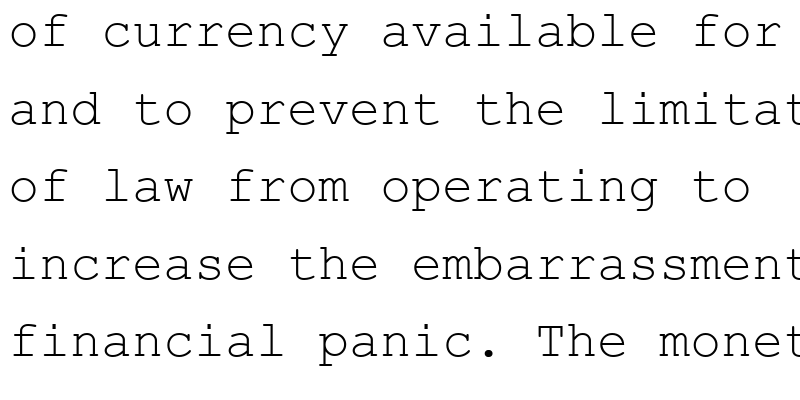 of currency available for
and to prevent the limitat
of law from operating to
increase the embarrassment
financial panic. The monet